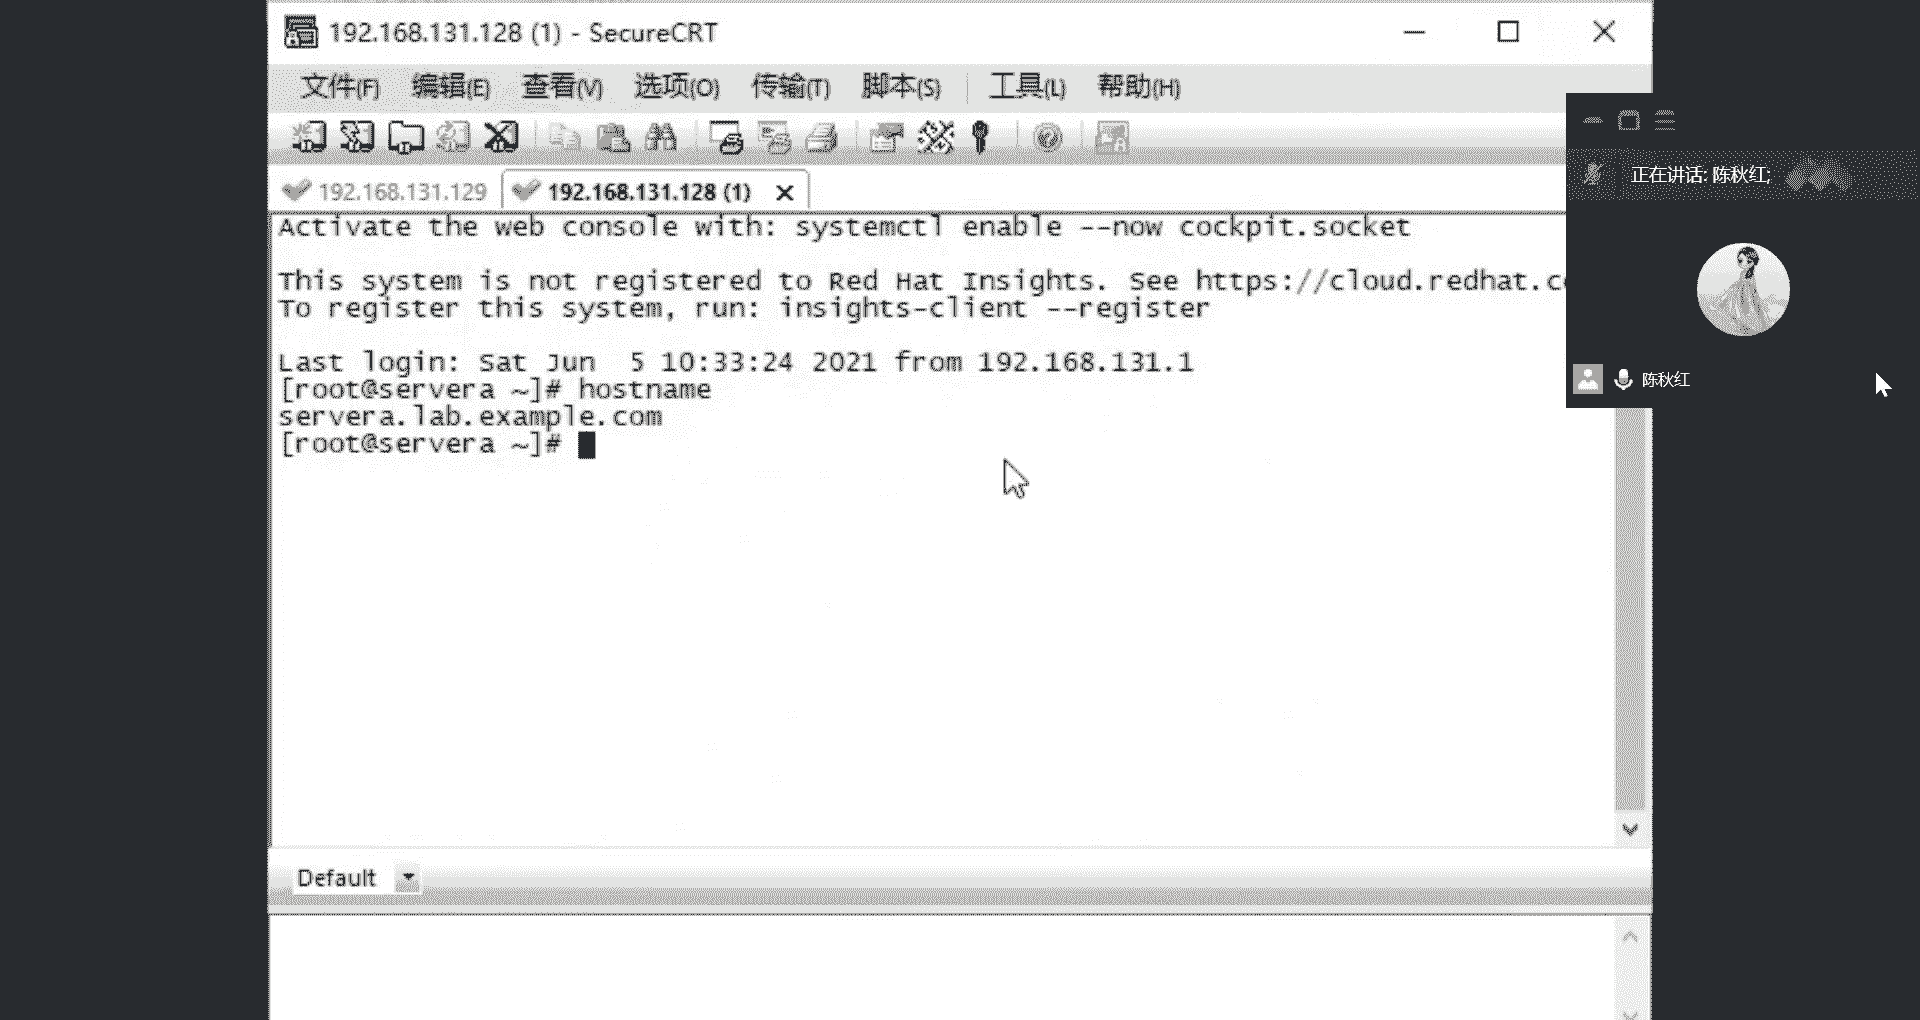 192.168.131.128 (1) - SecureCRT
文件(F) 编辑(E) 查看(V) 选项(O) 传输(T) 脚本(S) 工具(L) 帮助(H)
192.168.131.129 192.168.131.128 (1)
Activate the web console with: systemctl enable --now cockpit.socket
This system is not registered to Red Hat Insights. See https://cloud.redhat.c
To register this system, run: insights-client --register
Last login: Sat Jun  5 10:33:24 2021 from 192.168.131.1
[root@servera ~]# hostname
servera.lab.example.com
[root@servera ~]#
Default
正在讲话: 陈秋红;
陈秋红